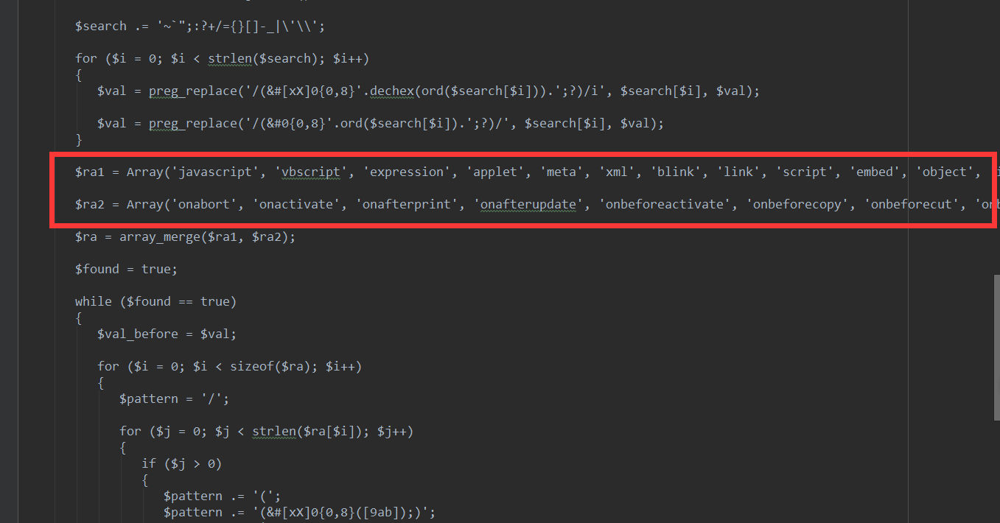 $search .= '~`";:?+/={}[]-_|\'\\';
for ($i = 0; $i < strlen($search); $i++)
{
$val = preg_replace('/(&#[xX]0{0,8}'.dechex(ord($search[$i])).';?)/i', $search[$i], $val);
$val = preg_replace('/(&#0{0,8}'.ord($search[$i]).';?)/', $search[$i], $val);
}
$ra1 = Array('javascript', 'vbscript', 'expression', 'applet', 'meta', 'xml', 'blink', 'link', 'script', 'embed', 'object',
$ra2 = Array('onabort', 'onactivate', 'onafterprint', 'onafterupdate', 'onbeforeactivate', 'onbeforecopy', 'onbeforecut',
$ra = array_merge($ra1, $ra2);
$found = true;
while ($found == true)
{
$val_before = $val;
for ($i = 0; $i < sizeof($ra); $i++)
{
$pattern = '/';
for ($j = 0; $j < strlen($ra[$i]); $j++)
{
if ($j > 0)
{
$pattern .= '(';
$pattern .= '(&#[xX]0{0,8}([9ab]);)';